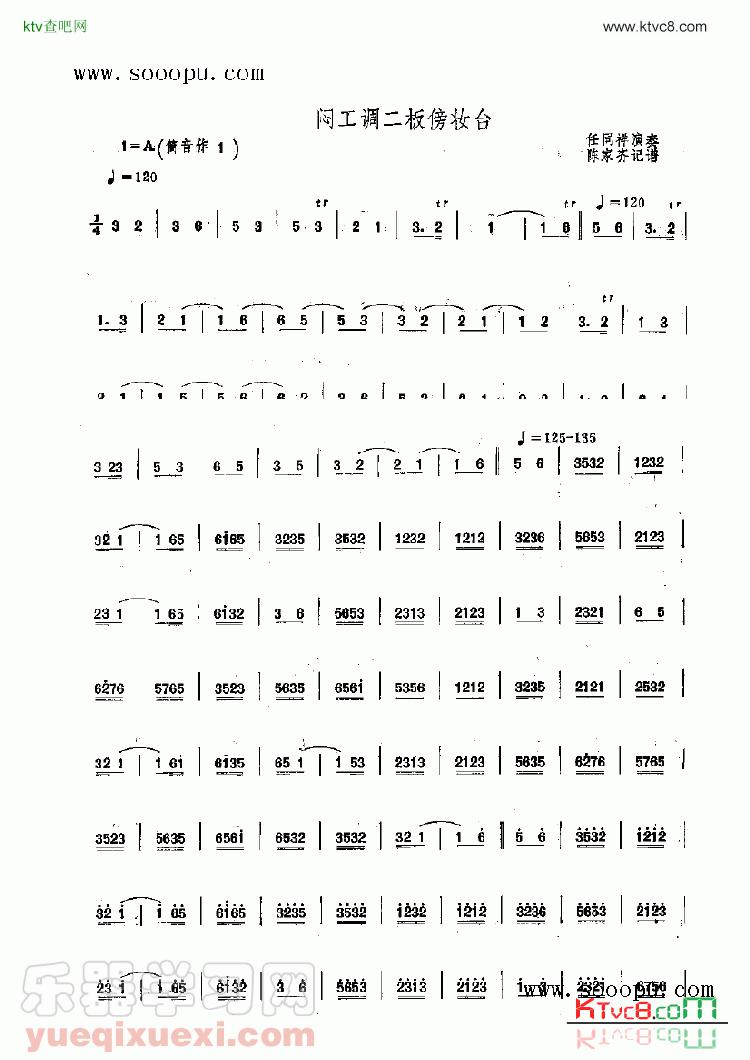 ktv查吧网
www.ktvc8.com
www.sooopu.com
闷工调二板傍妆台
1=A(筒音作 1)
任同祥演奏
陈家齐记谱
♩=120
tr ♩=120 tr tr
3 2 | 3 6 | 5 3 | 5 3 | 2 1 | 3. 2 | 1 | 1 6 ‖ 5 6 | 3. 2 |
tr
1. 3 | 2 1 | 1 6 | 6 5 | 5 3 | 3 2 | 2 1 | 1 2 3. 2 | 1 3
♩=125-135
3 23 | 5 3 6 5 | 3 5 | 3 2 | 2 1 | 1 6 ‖ 5 6 | 3532 | 1232
32 1 | 1 65 | 6165 | 3235 | 3532 | 1232 | 1212 | 3236 | 5653 | 2123
23 1 1 65 | 6132 | 3 6 | 5653 | 2313 | 2123 | 1 3 | 2321 | 6 5
6276 5765 | 3523 | 5635 | 6561 | 5356 | 1212 | 3235 | 2121 | 2532
32 1 | 1 61 | 6135 | 65 1 | 1 53 | 2313 | 2123 | 5635 | 6276 | 5765
3523 | 5635 | 6561 | 6532 | 3532 | 32 1 | 1 6 ‖ 5 6 | 3532 | 1212
32 1 | 1 65 | 6165 | 3235 | 3532 | 1232 | 1212 | 3236 | 5653 | 2123
23 1 | 1 65 | 6132 | 3 6 | 5653 | 2313 | 2123 | 1 3 | 2321 | 6756
www.sooopu.com
乐器学习网
yueqixuexi.com
KTvc8.com